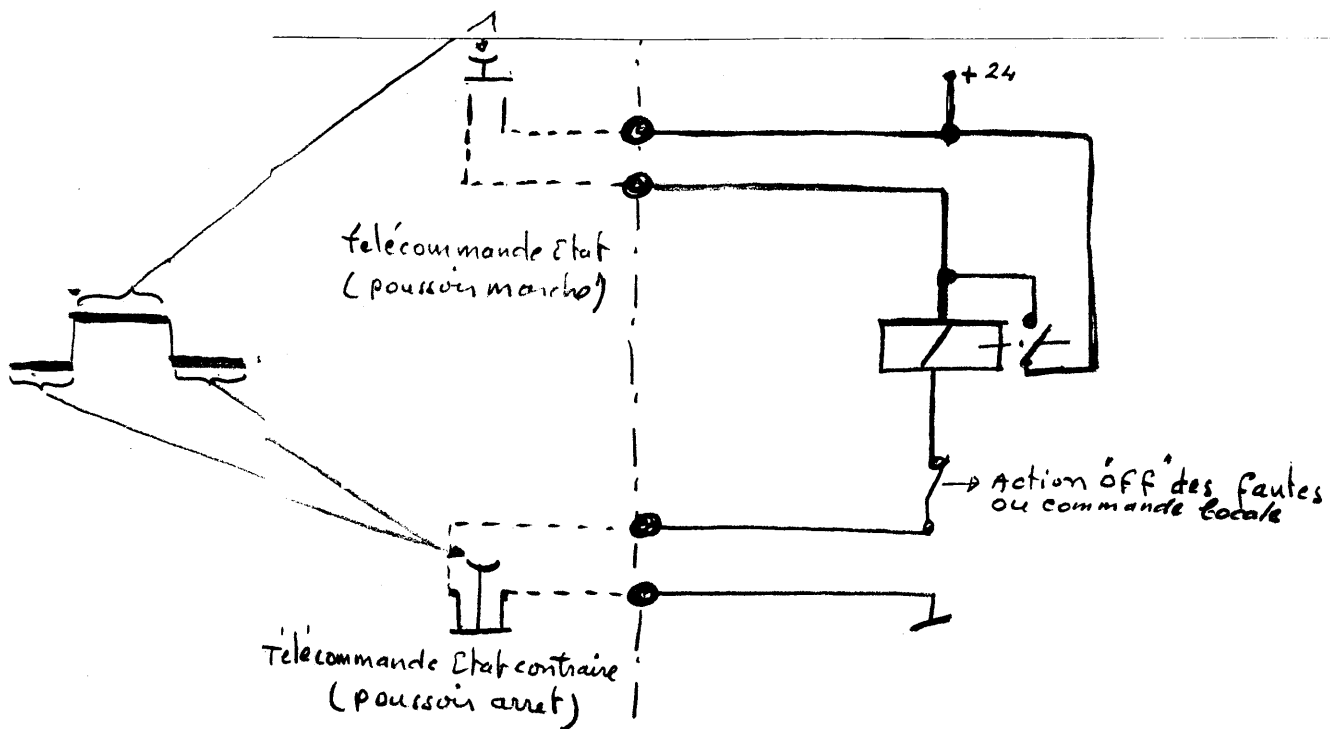 + 24
télécommande Etat
(poussoir marche)
Action "off" des fautes
ou commande locale
Télécommande Etat contraire
(poussoir arret)